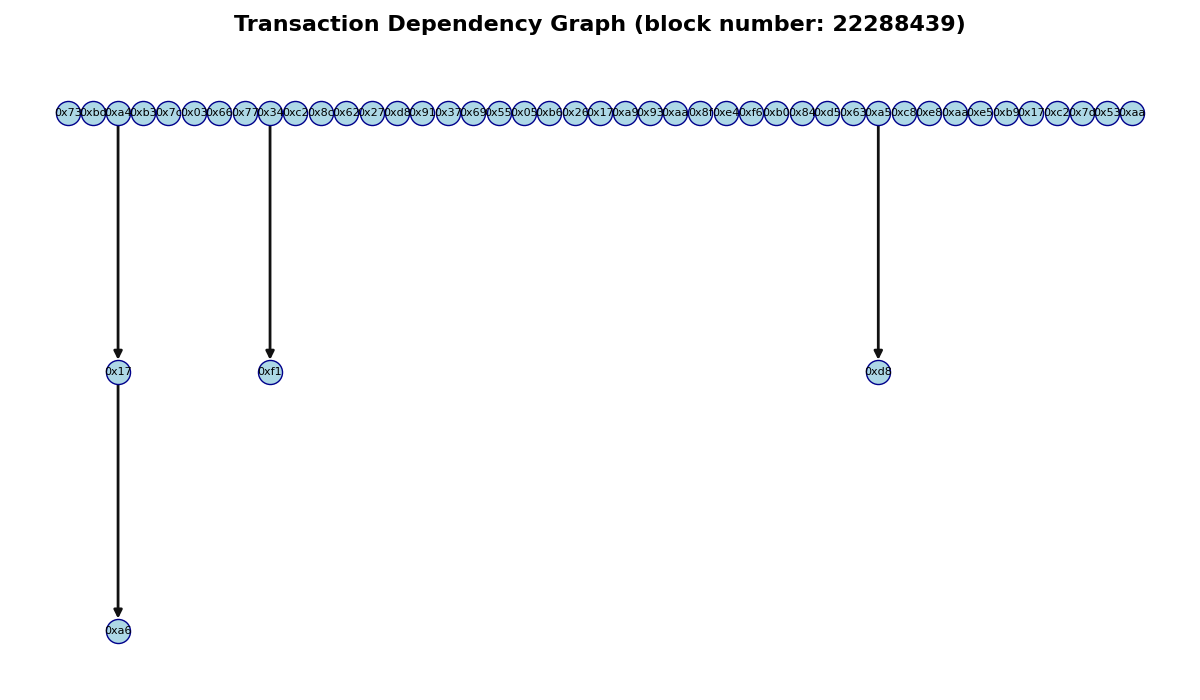 Transaction Dependency Graph (block number: 22288439)
0x73 0xbc 0xa4 0xb3 0x7c 0x03 0x66 0x77 0x34 0xc2 0x8c 0x62 0x27 0xd8 0x91 0x37 0x69 0x55 0x05 0xb6 0x26 0x17 0xa9 0x93 0xaa 0x8f 0xe4 0xf6 0xb0 0x84 0xd5 0x63 0xa5 0xc8 0xe8 0xaa 0xe5 0xb9 0x17 0xc2 0x7d 0x53 0xaa
0x17 0xf1 0xd8
0xa6